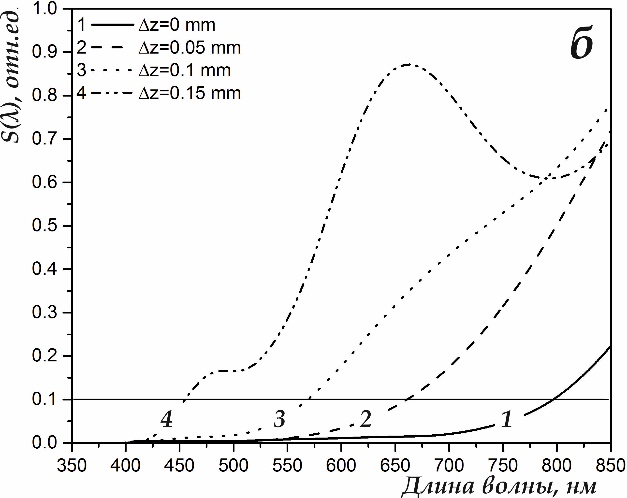 1.0
0.9
0.8
0.7
0.6
0.5
0.4
0.3
0.2
0.1
0.0
S(λ), отн.ед.
1 Δz=0 mm
2 Δz=0.05 mm
3 Δz=0.1 mm
4 Δz=0.15 mm
б
4 3 2 1
350 400 450 500 550 600 650 700 750 800 850
Длина волны, нм